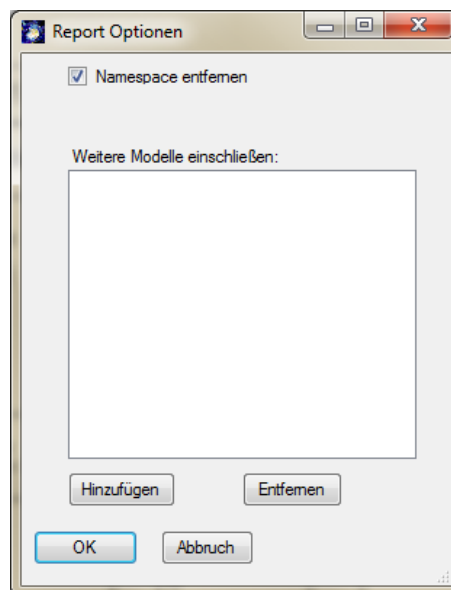 Report Optionen
Namespace entfernen
Weitere Modelle einschließen:
Hinzufügen Entfernen
OK Abbruch